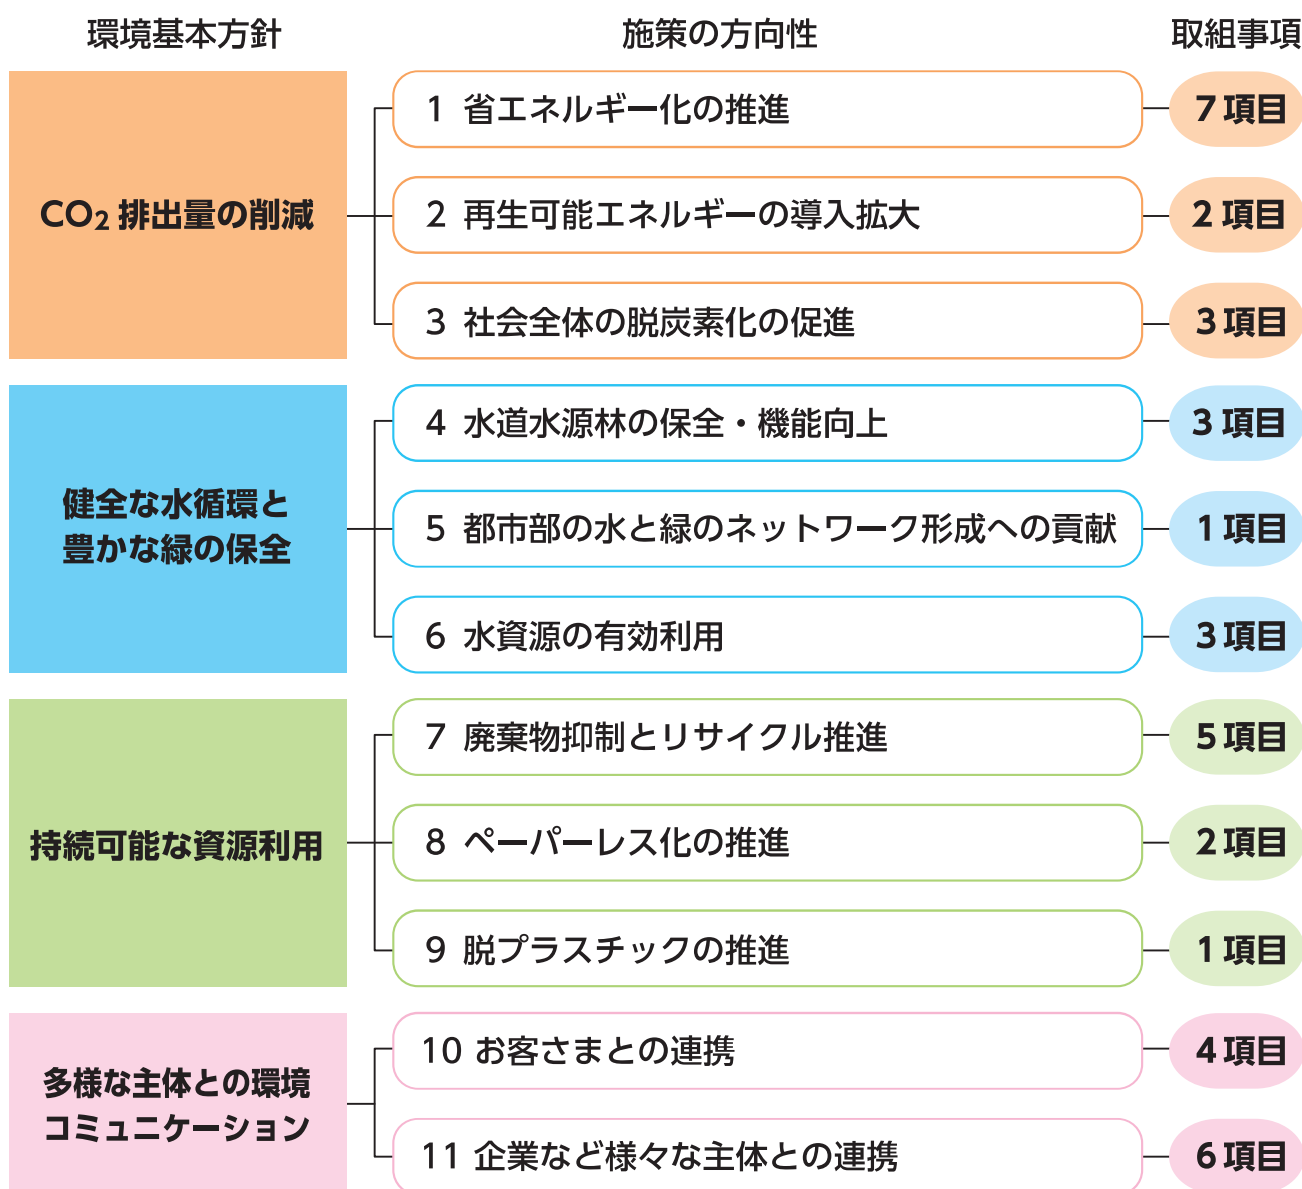 環境基本方針
施策の方向性
取組事項
CO₂ 排出量の削減
1 省エネルギー化の推進
7 項目
2 再生可能エネルギーの導入拡大
2 項目
3 社会全体の脱炭素化の促進
3 項目
健全な水循環と
豊かな緑の保全
4 水道水源林の保全・機能向上
3 項目
5 都市部の水と緑のネットワーク形成への貢献
1 項目
6 水資源の有効利用
3 項目
持続可能な資源利用
7 廃棄物抑制とリサイクル推進
5 項目
8 ペーパーレス化の推進
2 項目
9 脱プラスチックの推進
1 項目
多様な主体との環境
コミュニケーション
10 お客さまとの連携
4 項目
11 企業など様々な主体との連携
6 項目